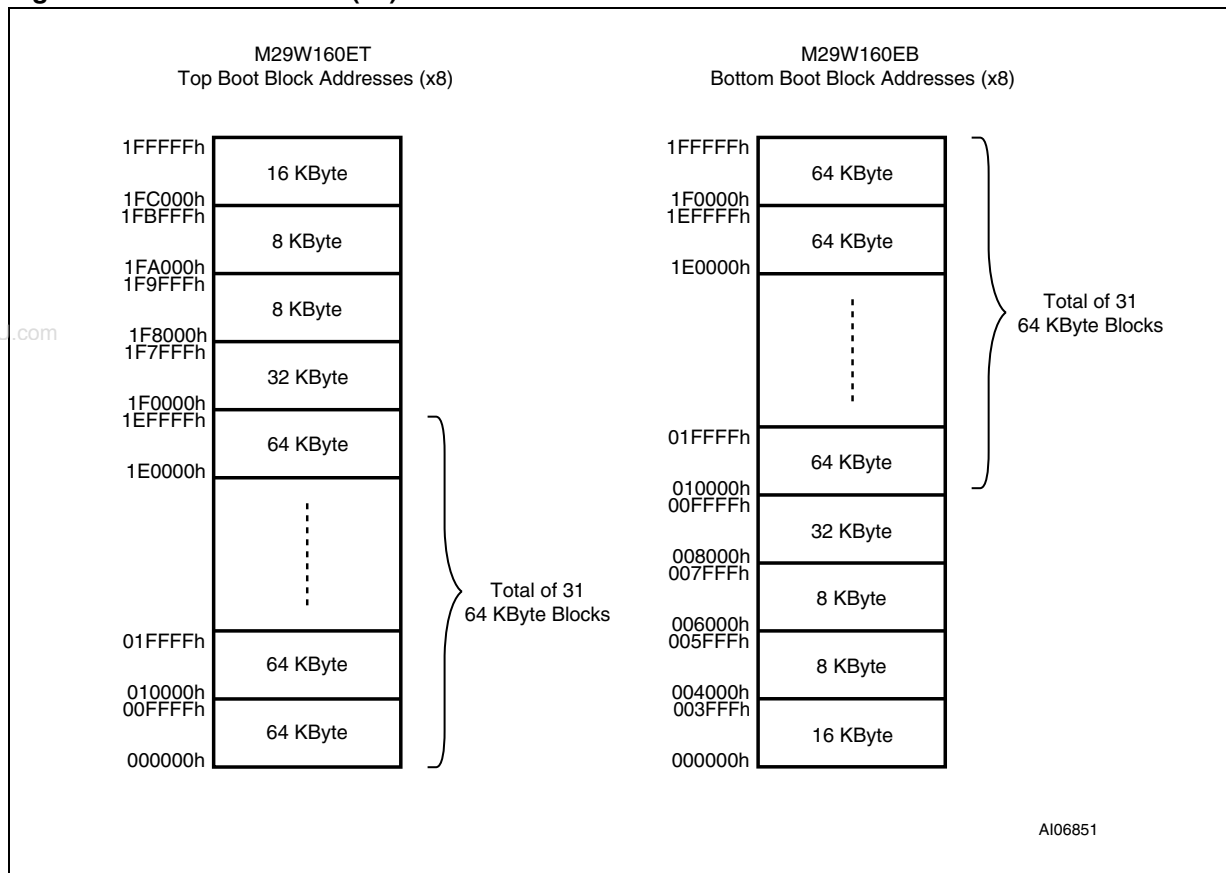 M29W160ET
Top Boot Block Addresses (x8)
1FFFFFh
16 KByte
1FC000h
1FBFFFh
8 KByte
1FA000h
1F9FFFh
8 KByte
1F8000h
1F7FFFh
32 KByte
1F0000h
1EFFFFh
64 KByte
1E0000h
Total of 31
64 KByte Blocks
01FFFFh
64 KByte
010000h
00FFFFh
64 KByte
000000h
M29W160EB
Bottom Boot Block Addresses (x8)
1FFFFFh
64 KByte
1F0000h
1EFFFFh
64 KByte
1E0000h
Total of 31
64 KByte Blocks
01FFFFh
64 KByte
010000h
00FFFFh
32 KByte
008000h
007FFFh
8 KByte
006000h
005FFFh
8 KByte
004000h
003FFFh
16 KByte
000000h
AI06851